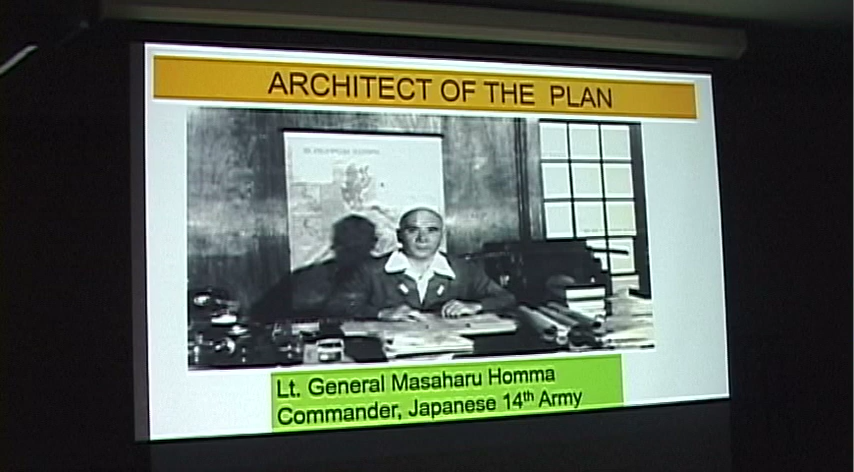 ARCHITECT OF THE PLAN
Lt. General Masaharu Homma
Commander, Japanese 14th Army